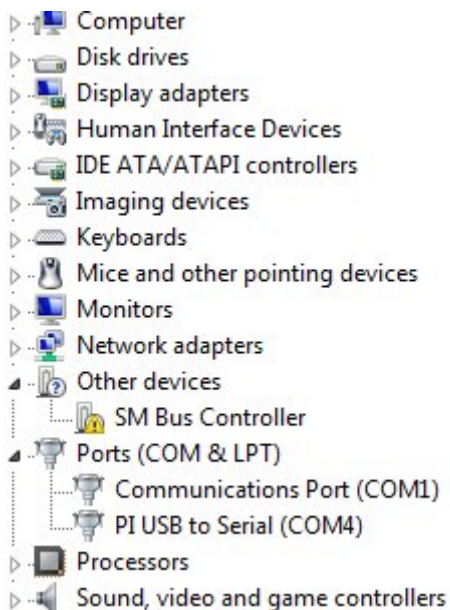 Computer
Disk drives
Display adapters
Human Interface Devices
IDE ATA/ATAPI controllers
Imaging devices
Keyboards
Mice and other pointing devices
Monitors
Network adapters
Other devices
SM Bus Controller
Ports (COM & LPT)
Communications Port (COM1)
PI USB to Serial (COM4)
Processors
Sound, video and game controllers